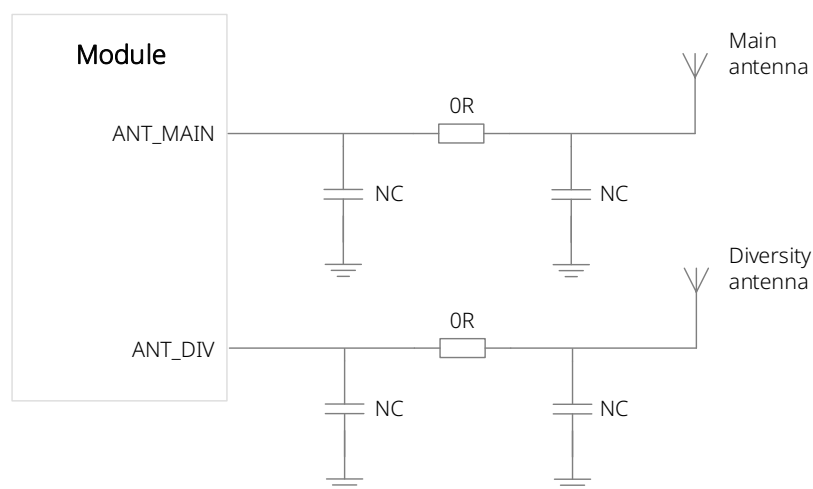 Module
Main
antenna
0R
ANT_MAIN
NC
NC
Diversity
antenna
0R
ANT_DIV
NC
NC